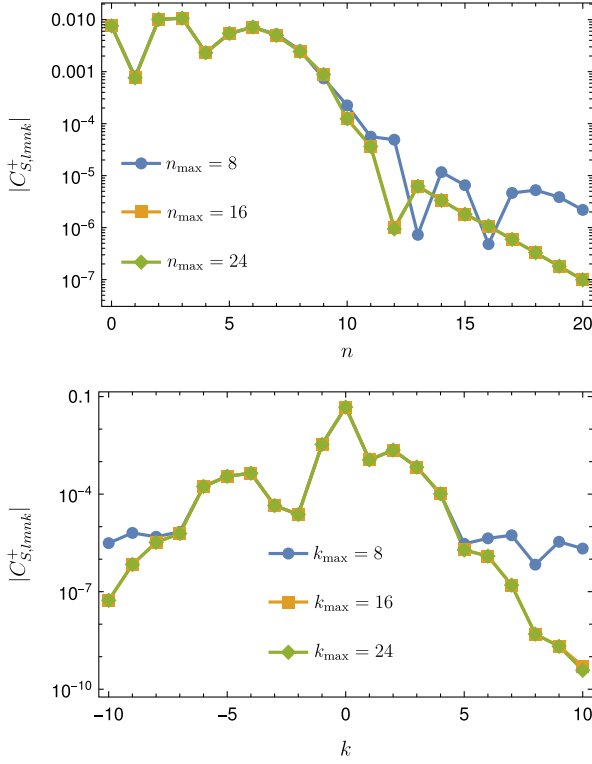 0.010
0.001
10⁻⁴
10⁻⁵
10⁻⁶
10⁻⁷
|C⁺_{S,lmnk}|
n_max = 8
n_max = 16
n_max = 24
0 5 10 15 20
n
0.1
10⁻⁴
10⁻⁷
10⁻¹⁰
|C⁺_{S,lmnk}|
k_max = 8
k_max = 16
k_max = 24
−10 −5 0 5 10
k